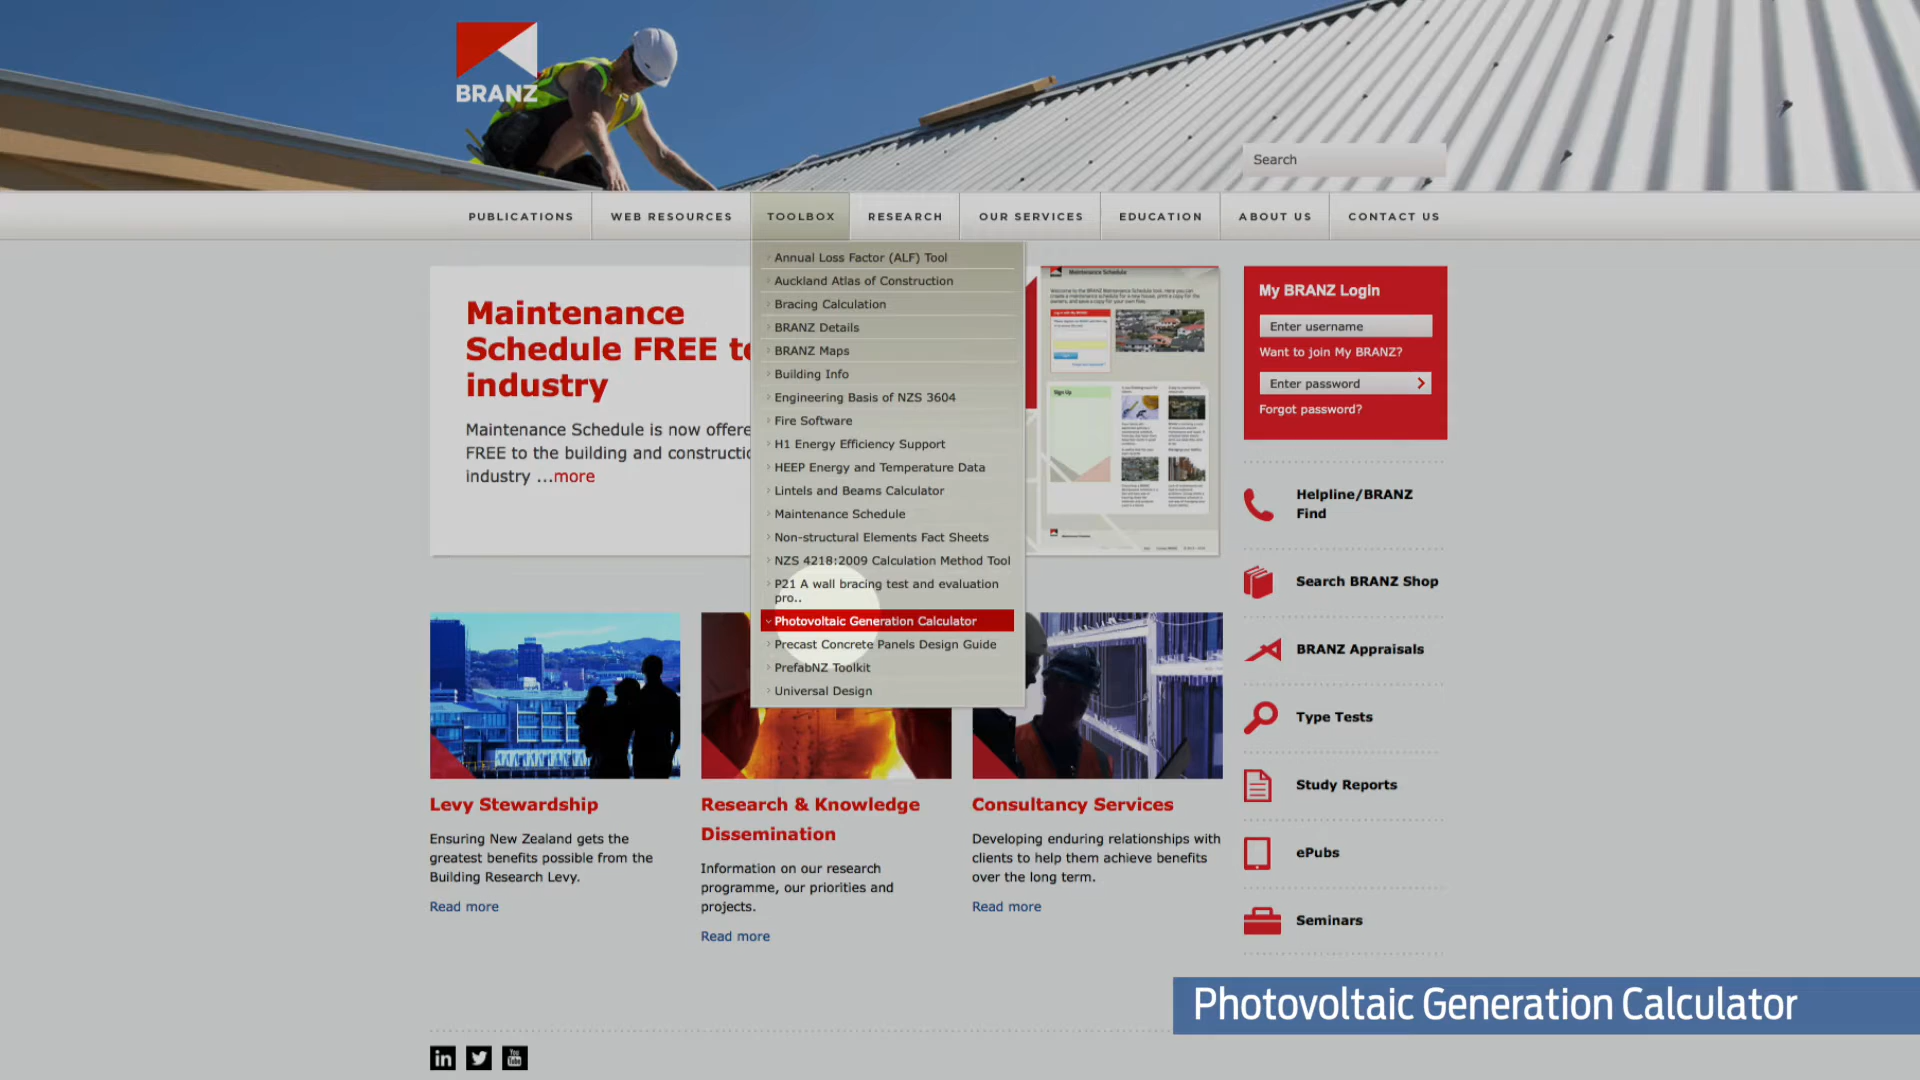 BRANZ
Search
PUBLICATIONS
WEB RESOURCES
TOOLBOX
RESEARCH
OUR SERVICES
EDUCATION
ABOUT US
CONTACT US
Maintenance
Schedule FREE to
industry
Maintenance Schedule is now offere
FREE to the building and constructio
industry ...more
Annual Loss Factor (ALF) Tool
Auckland Atlas of Construction
Bracing Calculation
BRANZ Details
BRANZ Maps
Building Info
Engineering Basis of NZS 3604
Fire Software
H1 Energy Efficiency Support
HEEP Energy and Temperature Data
Lintels and Beams Calculator
Maintenance Schedule
Non-structural Elements Fact Sheets
NZS 4218:2009 Calculation Method Tool
P21 A wall bracing test and evaluation
pro..
Photovoltaic Generation Calculator
Precast Concrete Panels Design Guide
PrefabNZ Toolkit
Universal Design
Maintenance Schedule
Sign Up
My BRANZ Login
Enter username
Want to join My BRANZ?
Enter password
Forgot password?
Helpline/BRANZ
Find
Search BRANZ Shop
BRANZ Appraisals
Type Tests
Study Reports
ePubs
Seminars
Levy Stewardship
Ensuring New Zealand gets the
greatest benefits possible from the
Building Research Levy.
Read more
Research & Knowledge
Dissemination
Information on our research
programme, our priorities and
projects.
Read more
Consultancy Services
Developing enduring relationships with
clients to help them achieve benefits
over the long term.
Read more
Photovoltaic Generation Calculator
in
You
Tube